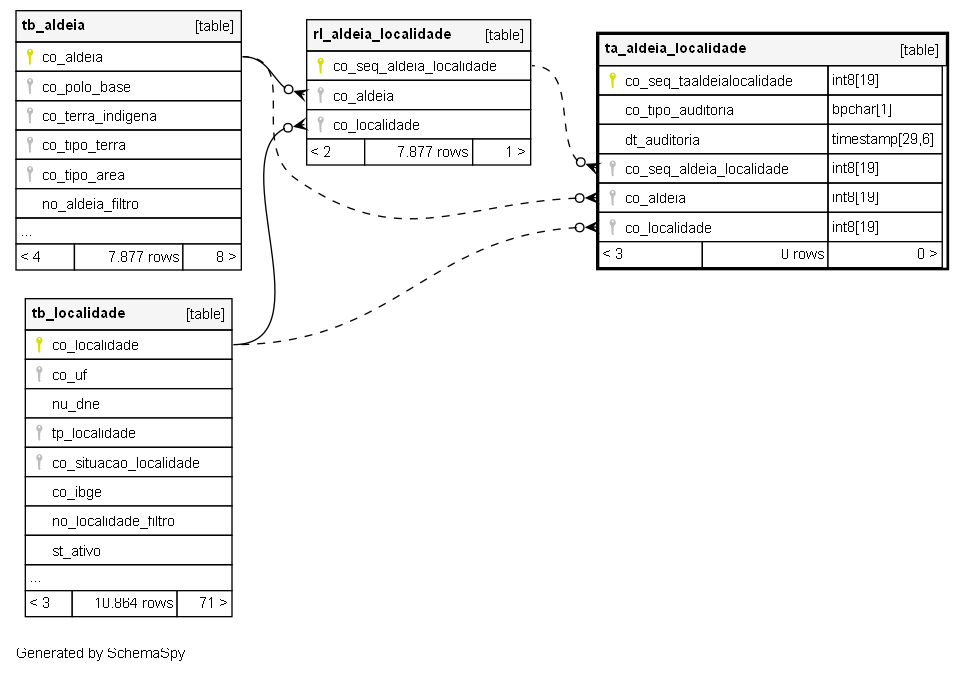 tb_aldeia [table]
co_aldeia
co_polo_base
co_terra_indigena
co_tipo_terra
co_tipo_area
no_aldeia_filtro
...
< 4 7.877 rows 8 >
rl_aldeia_localidade [table]
co_seq_aldeia_localidade
co_aldeia
co_localidade
< 2 7.877 rows 1 >
ta_aldeia_localidade [table]
co_seq_taaldeialocalidade int8[19]
co_tipo_auditoria bpchar[1]
dt_auditoria timestamp[29,6]
co_seq_aldeia_localidade int8[19]
co_aldeia int8[19]
co_localidade int8[19]
< 3 0 rows 0 >
tb_localidade [table]
co_localidade
co_uf
nu_dne
tp_localidade
co_situacao_localidade
co_ibge
no_localidade_filtro
st_ativo
...
< 3 10.864 rows 71 >
Generated by SchemaSpy